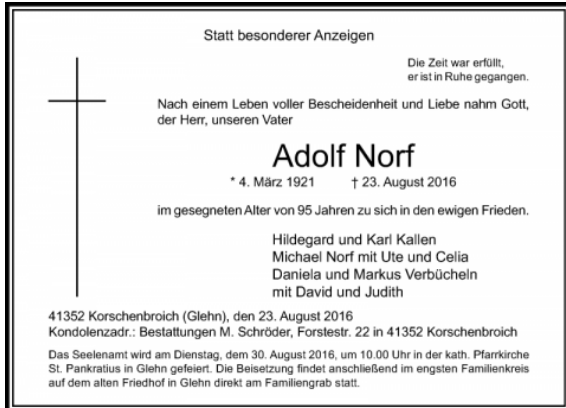 Statt besonderer Anzeigen
Die Zeit war erfüllt,
er ist in Ruhe gegangen.
Nach einem Leben voller Bescheidenheit und Liebe nahm Gott,
der Herr, unseren Vater
Adolf Norf
* 4. März 1921 † 23. August 2016
im gesegneten Alter von 95 Jahren zu sich in den ewigen Frieden.
Hildegard und Karl Kallen
Michael Norf mit Ute und Celia
Daniela und Markus Verbücheln
mit David und Judith
41352 Korschenbroich (Glehn), den 23. August 2016
Kondolenzadr.: Bestattungen M. Schröder, Forstestr. 22 in 41352 Korschenbroich
Das Seelenamt wird am Dienstag, dem 30. August 2016, um 10.00 Uhr in der kath. Pfarrkirche
St. Pankratius in Glehn gefeiert. Die Beisetzung findet anschließend im engsten Familienkreis
auf dem alten Friedhof in Glehn direkt am Familiengrab statt.